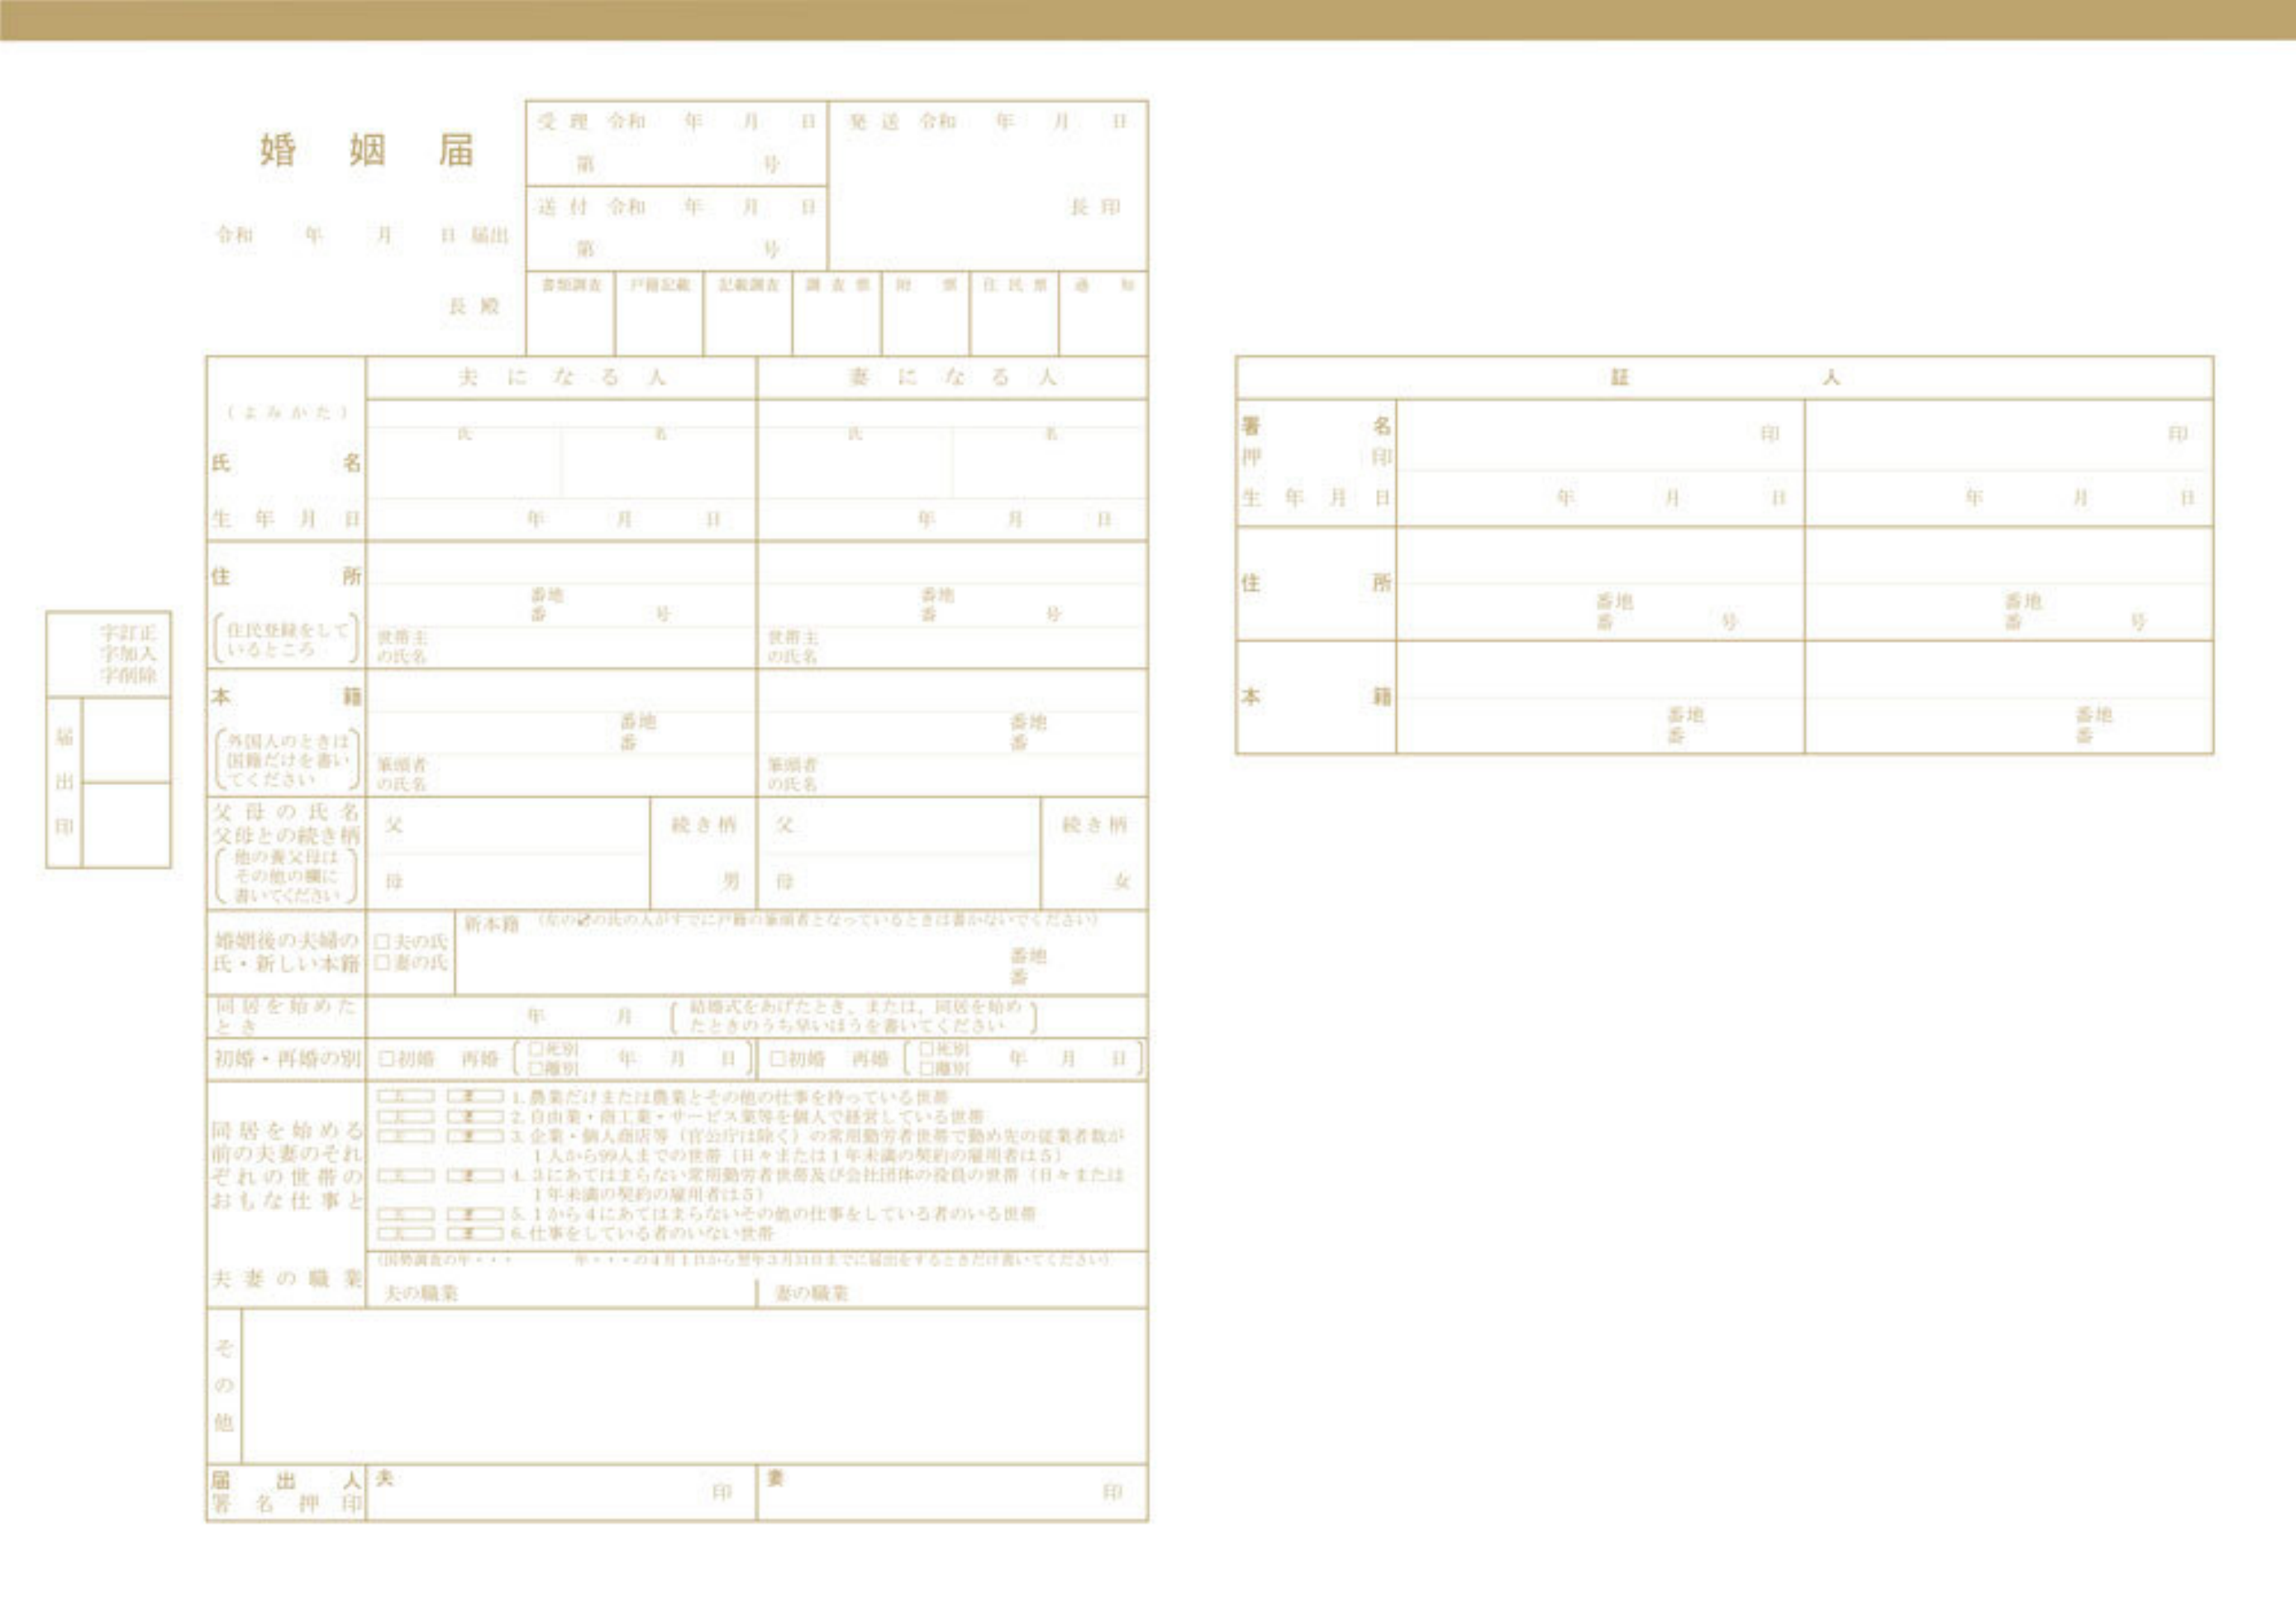 婚姻届
令和 年 月 日 届出
長 殿
受 理 令和 年 月 日
第 号
送 付 令和 年 月 日
第 号
発 送 令和 年 月 日
長 印
書類調査 戸籍記載 記載調査 調査票 附票 住民票 通知
夫になる人 妻になる人
(よみかた)
氏 名 氏 名
氏名
生年月日 年 月 日 年 月 日
住所
番地 番地
番 号 番 号
(住民登録をして
いるところ)
世帯主 世帯主
の氏名 の氏名
本籍
番地 番地
番 番
(外国人のときは
国籍だけを書い
てください)
筆頭者 筆頭者
の氏名 の氏名
父母の氏名
父母との続き柄
(他の養父母は
その他の欄に
書いてください)
父 続き柄 父 続き柄
母 男 母 女
婚姻後の夫婦の
氏・新しい本籍
□夫の氏
□妻の氏
新本籍 (左の☑の氏の人がすでに戸籍の筆頭者となっているときは書かないでください)
番地
番
同居を始めた
とき
年 月 (結婚式をあげたとき、または、同居を始め
たときのうち早いほうを書いてください)
初婚・再婚の別 □初婚 再婚 (□死別 □離別 年 月 日) □初婚 再婚 (□死別 □離別 年 月 日)
同居を始める
前の夫妻のそれ
ぞれの世帯の
おもな仕事と
夫 妻 1. 農業だけまたは農業とその他の仕事を持っている世帯
夫 妻 2. 自由業・商工業・サービス業等を個人で経営している世帯
夫 妻 3. 企業・個人商店等(官公庁は除く)の常用勤労者世帯で勤め先の従業者数が
1人から99人までの世帯(日々または1年未満の契約の雇用者は5)
夫 妻 4. 3にあてはまらない常用勤労者世帯及び会社団体の役員の世帯(日々または
1年未満の契約の雇用者は5)
夫 妻 5. 1から4にあてはまらないその他の仕事をしている者のいる世帯
夫 妻 6. 仕事をしている者のいない世帯
夫妻の職業
(国勢調査の年・・・ 年・・・の4月1日から翌年3月31日までに届出をするときだけ書いてください)
夫の職業 妻の職業
その他
届出人
署名押印
夫 印 妻 印
字訂正
字加入
字削除
届出印
証人
署名
押印
印 印
生年月日 年 月 日 年 月 日
住所
番地 番地
番 号 番 号
本籍
番地 番地
番 番